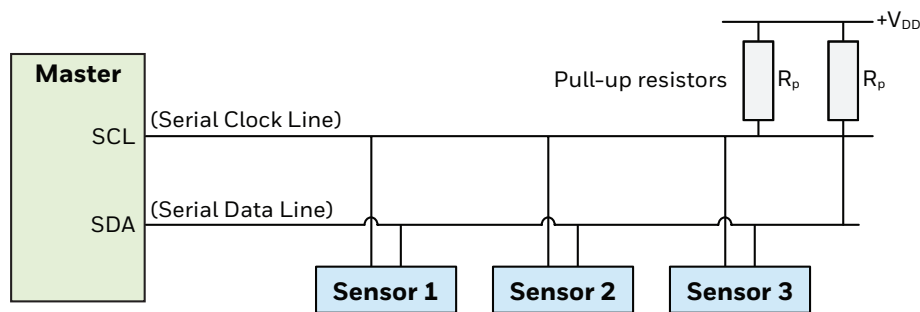 +VDD
Master
Pull-up resistors
Rp
Rp
(Serial Clock Line)
SCL
(Serial Data Line)
SDA
Sensor 1
Sensor 2
Sensor 3